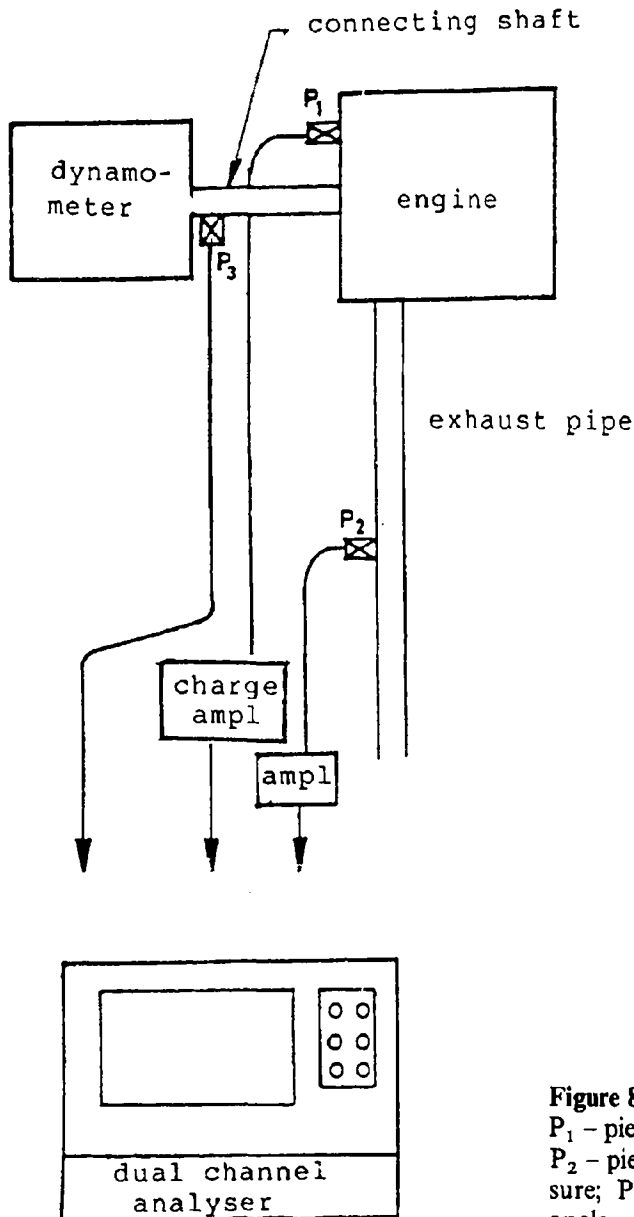 connecting shaft
P₁
dynamo-
meter
engine
P₃
exhaust pipe
P₂
charge
ampl
ampl
dual channel
analyser
Figure 8
P₁ – pie
P₂ – pie
sure; P